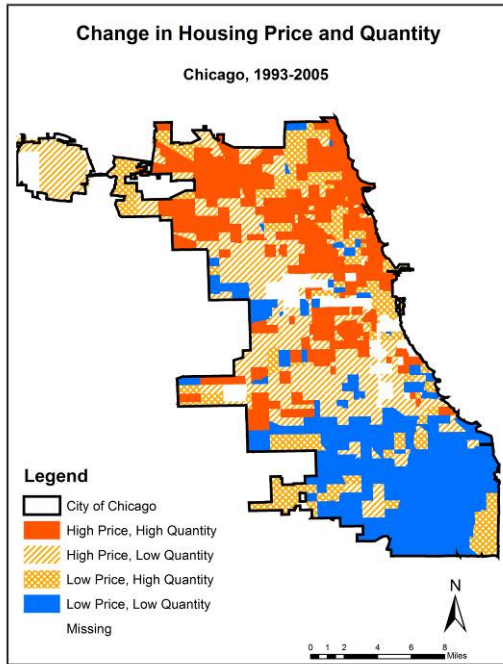 Change in Housing Price and Quantity
Chicago, 1993-2005
Legend
City of Chicago
High Price, High Quantity
High Price, Low Quantity
Low Price, High Quantity
Low Price, Low Quantity
Missing
N
0 1 2 4 6 8
Miles